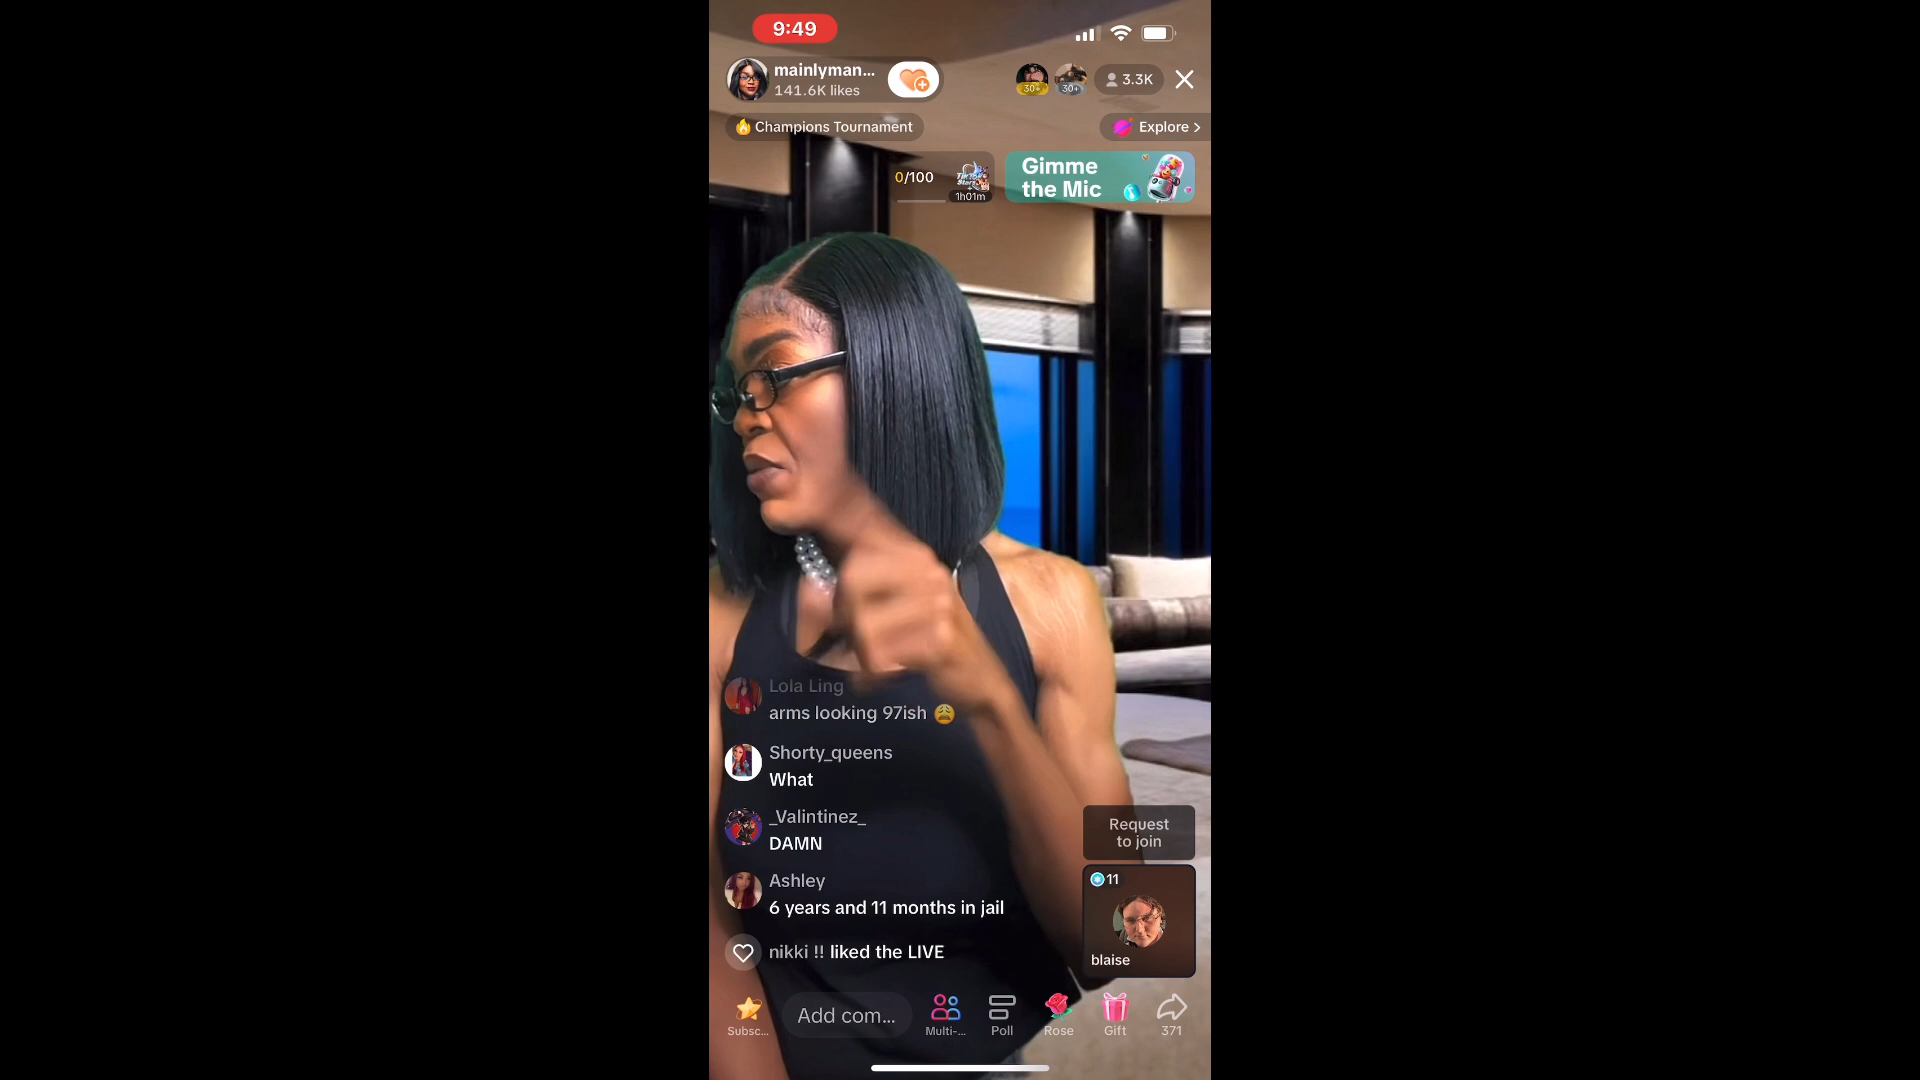 9:49
mainlyman...
141.6K likes
30+
30+
3.3K
Champions Tournament
Explore >
0/100
1h01m
Gimme
the Mic
Lola Ling
arms looking 97ish 😩
Shorty_queens
What
_Valintinez_
DAMN
Ashley
6 years and 11 months in jail
nikki !! liked the LIVE
Request
to join
11
blaise
Subsc...
Add com...
Multi-...
Poll
Rose
Gift
371